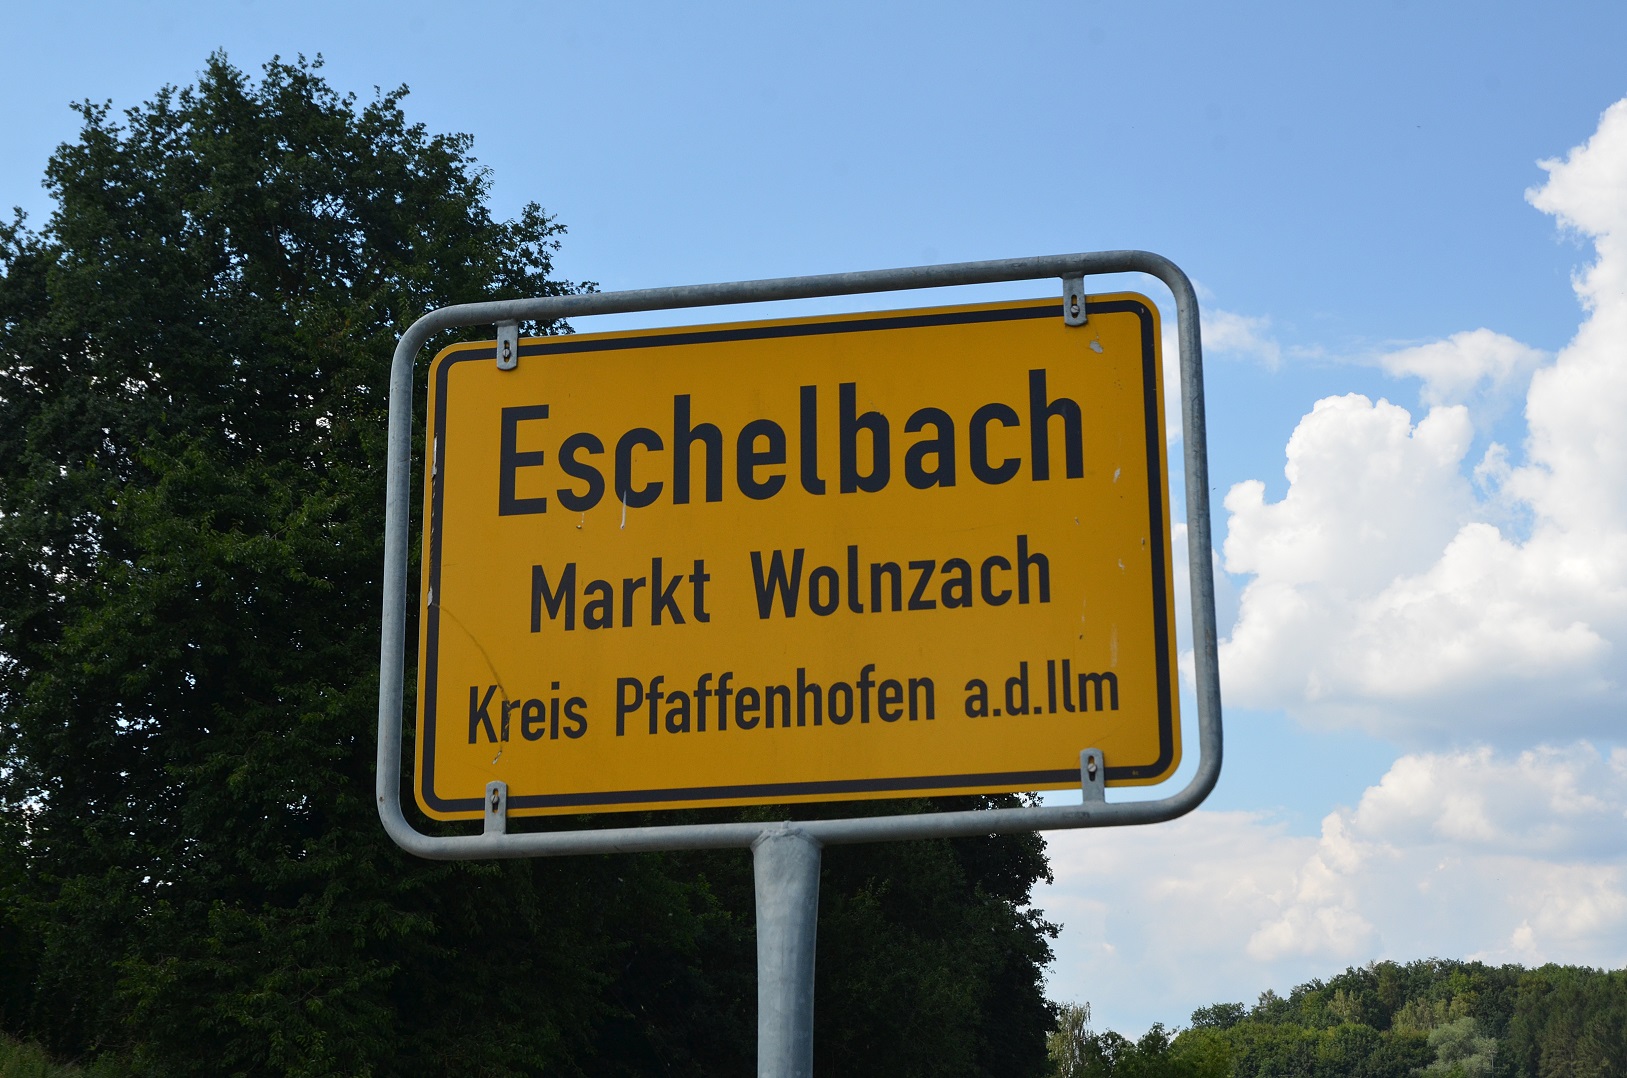 Eschelbach
Markt Wolnzach
Kreis Pfaffenhofen a.d.Ilm